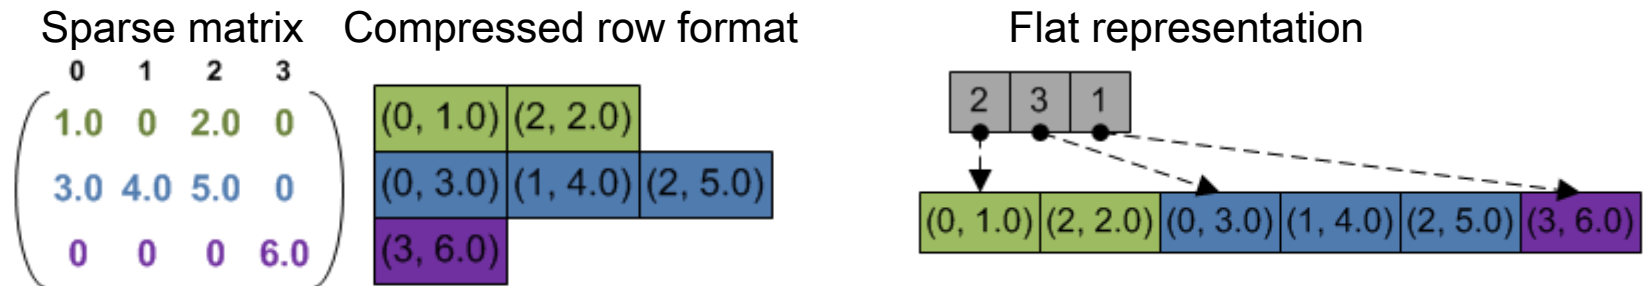 Sparse matrix
0 1 2 3
1.0 0 2.0 0
3.0 4.0 5.0 0
0 0 0 6.0
Compressed row format
(0, 1.0) (2, 2.0)
(0, 3.0) (1, 4.0) (2, 5.0)
(3, 6.0)
Flat representation
2 3 1
(0, 1.0) (2, 2.0) (0, 3.0) (1, 4.0) (2, 5.0) (3, 6.0)